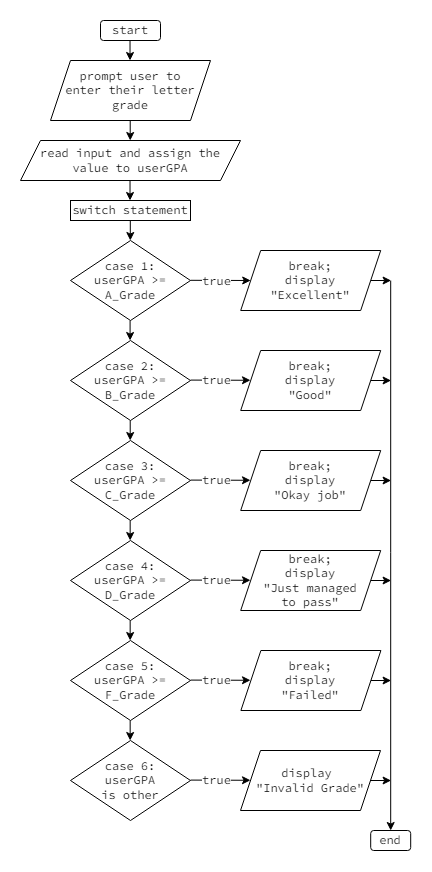 start
prompt user to
enter their letter
grade
read input and assign the
value to userGPA
switch statement
case 1:
userGPA >=
A_Grade
true
break;
display
"Excellent"
case 2:
userGPA >=
B_Grade
true
break;
display
"Good"
case 3:
userGPA >=
C_Grade
true
break;
display
"Okay job"
case 4:
userGPA >=
D_Grade
true
break;
display
"Just managed
to pass"
case 5:
userGPA >=
F_Grade
true
break;
display
"Failed"
case 6:
userGPA
is other
true
display
"Invalid Grade"
end